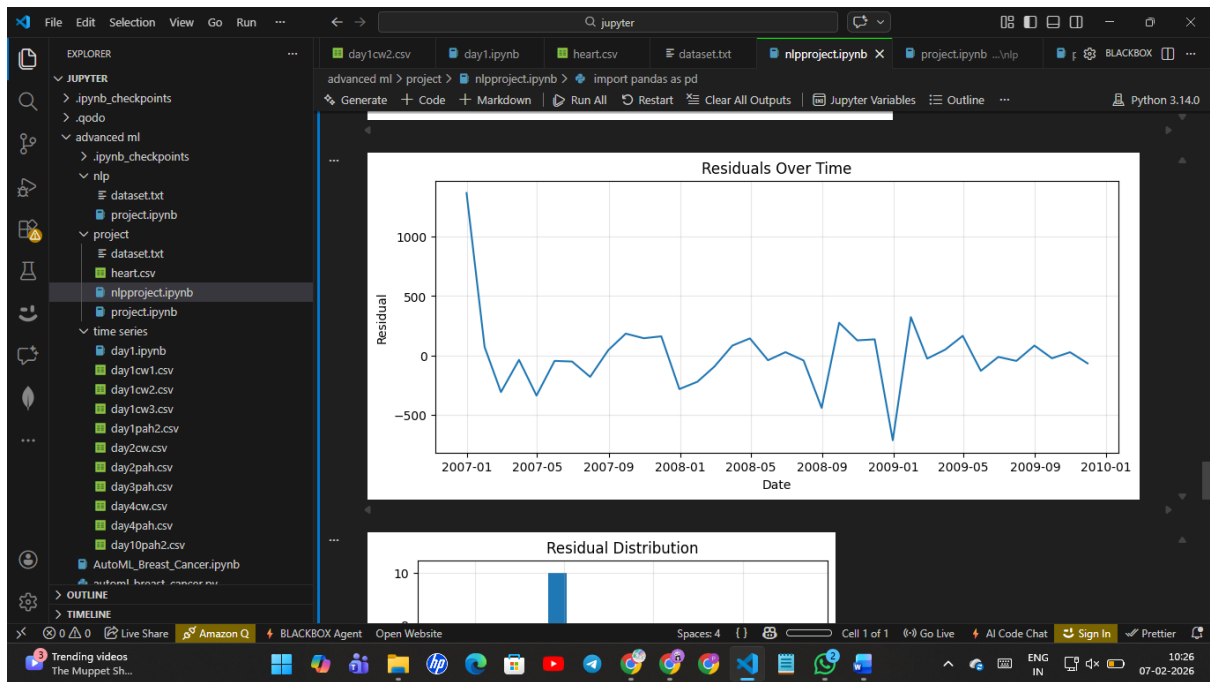 File Edit Selection View Go Run ··· jupyter
EXPLORER ···
JUPYTER
.ipynb_checkpoints
.qodo
advanced ml
.ipynb_checkpoints
nlp
dataset.txt
project.ipynb
project
dataset.txt
heart.csv
nlpproject.ipynb
project.ipynb
time series
day1.ipynb
day1cw1.csv
day1cw2.csv
day1cw3.csv
day1pah2.csv
day2cw.csv
day2pah.csv
day3pah.csv
day4cw.csv
day4pah.csv
day10pah2.csv
AutoML_Breast_Cancer.ipynb
automl_breast_cancer.py
OUTLINE
TIMELINE
day1cw2.csv day1.ipynb heart.csv dataset.txt nlpproject.ipynb project.ipynb ...\nlp BLACKBOX ···
advanced ml > project > nlpproject.ipynb > import pandas as pd
Generate + Code + Markdown Run All Restart Clear All Outputs Jupyter Variables Outline ··· Python 3.14.0
Residuals Over Time
1000
500
0
−500
Residual
2007-01 2007-05 2007-09 2008-01 2008-05 2008-09 2009-01 2009-05 2009-09 2010-01
Date
Residual Distribution
10
0 0 Live Share Amazon Q BLACKBOX Agent Open Website Spaces: 4 {} Cell 1 of 1 Go Live AI Code Chat Sign In Prettier
3
Trending videos
The Muppet Sh...
2
ENG
IN
10:26
07-02-2026